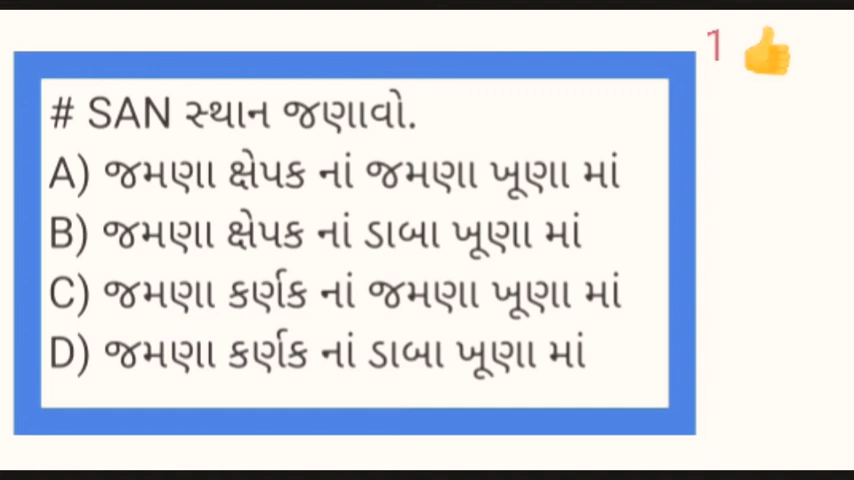 1 👍
# SAN સ્થાન જણાવો.
A) જમણા ક્ષેપક નાં જમણા ખૂણા માં
B) જમણા ક્ષેપક નાં ડાબા ખૂણા માં
C) જમણા કર્ણક નાં જમણા ખૂણા માં
D) જમણા કર્ણક નાં ડાબા ખૂણા માં